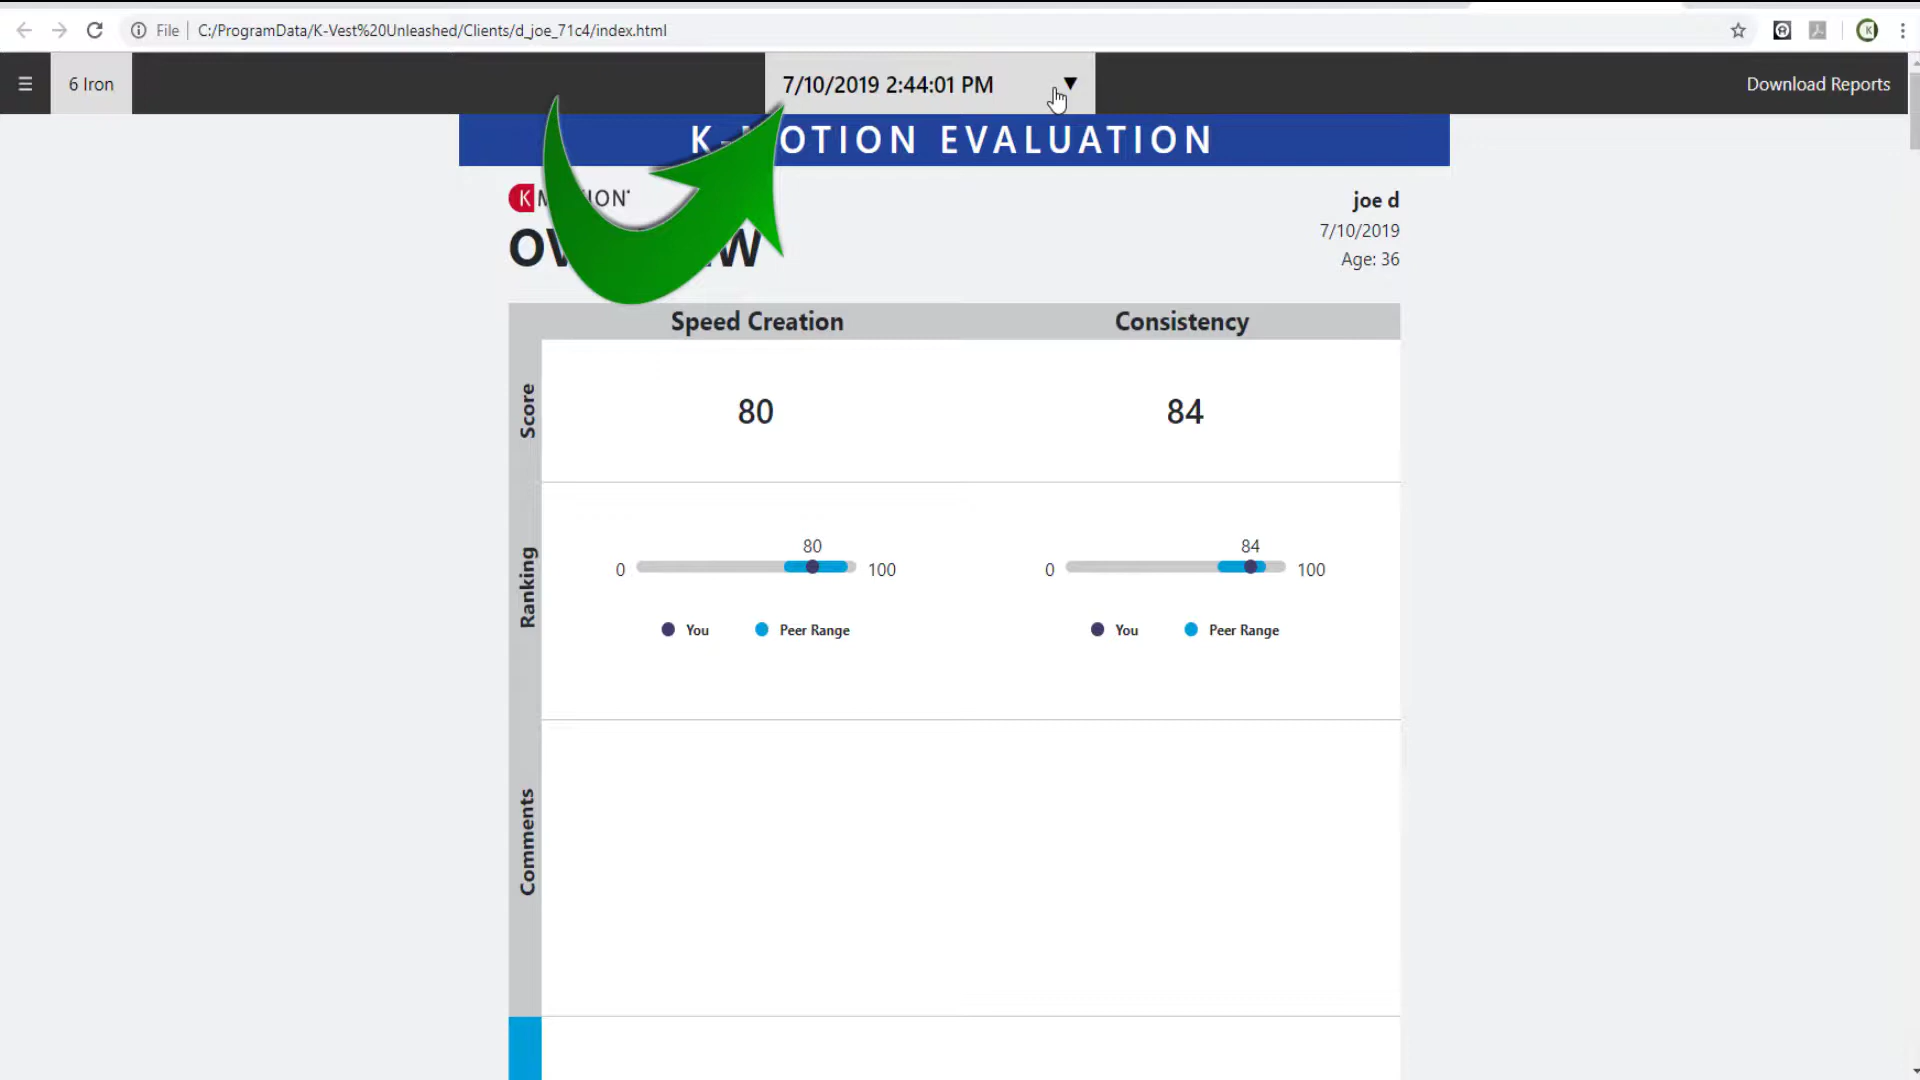 File C:/ProgramData/K-Vest%20Unleashed/Clients/d_joe_71c4/index.html
6 Iron
7/10/2019 2:44:01 PM
Download Reports
EVALUATION
joe d
7/10/2019
Age: 36
Speed Creation Consistency
Score
80 84
Ranking
80
0 100
You Peer Range
84
0 100
You Peer Range
Comments